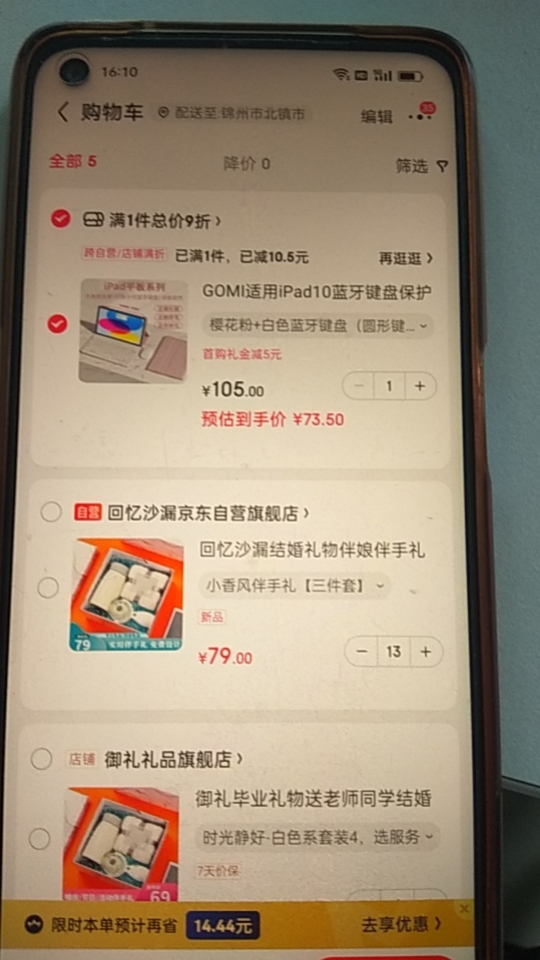 16:10
购物车
配送至:锦州市北镇市
编辑
35
全部 5
降价 0
筛选
满1件总价9折 >
跨自营/店铺满折 已满1件，已减10.5元
再逛逛 >
iPad平板系列
GOMI适用iPad10蓝牙键盘保护
樱花粉+白色蓝牙键盘（圆形键...
首购礼金减5元
¥105.00
1
预估到手价 ¥73.50
自营 回忆沙漏京东自营旗舰店 >
回忆沙漏结婚礼物伴娘伴手礼
小香风伴手礼【三件套】
新品
79
¥79.00
13
店铺 御礼礼品旗舰店 >
御礼毕业礼物送老师同学结婚
时光静好-白色系套装4，选服务
7天价保
69
限时本单预计再省 14.44元
去享优惠 >